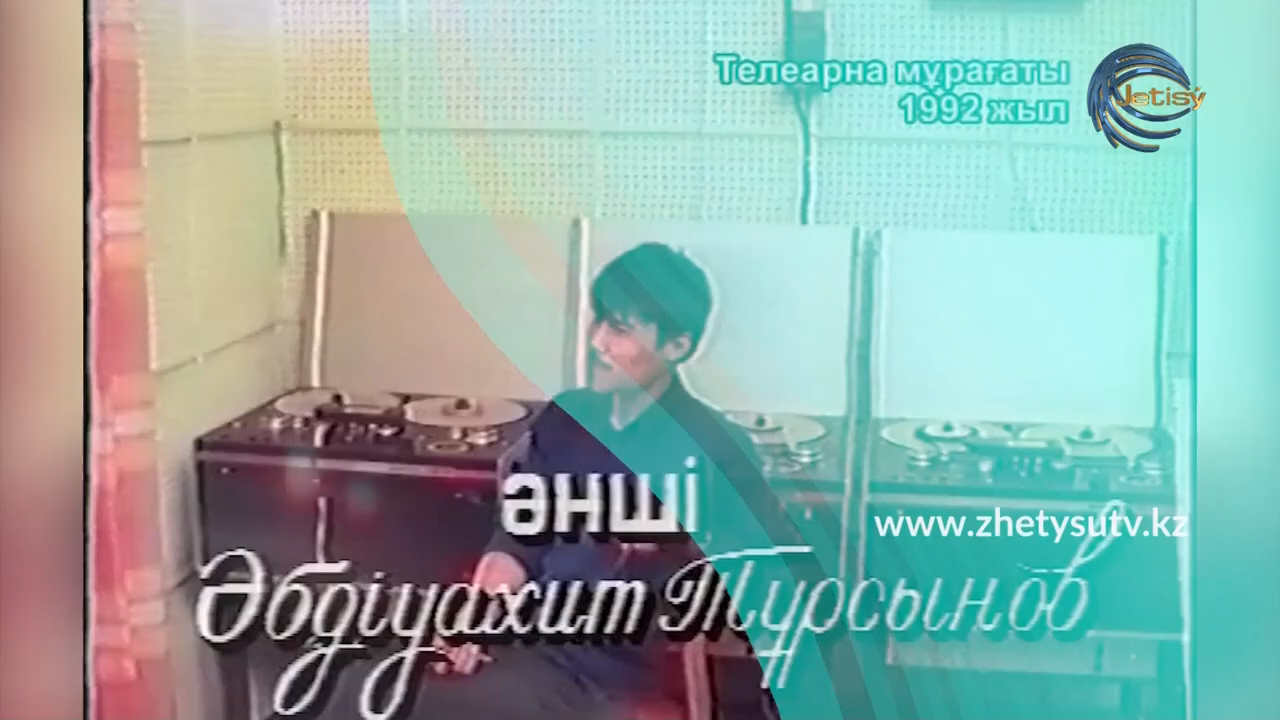 Телеарна мұрағаты
1992 жыл
Jetisý
әнші
www.zhetysutv.kz
Әбдіуахит Тұрсынов